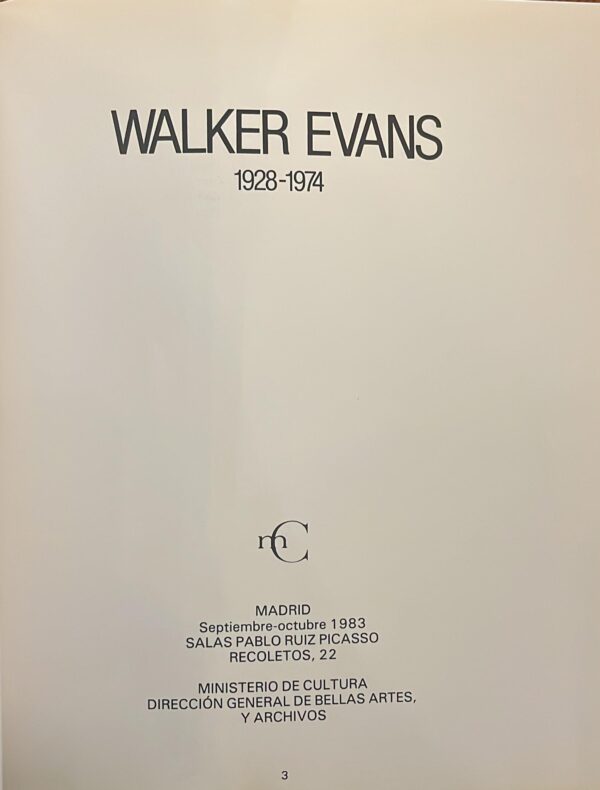 WALKER EVANS
1928-1974
mC
MADRID
Septiembre-octubre 1983
SALAS PABLO RUIZ PICASSO
RECOLETOS, 22
MINISTERIO DE CULTURA
DIRECCIÓN GENERAL DE BELLAS ARTES,
Y ARCHIVOS
3